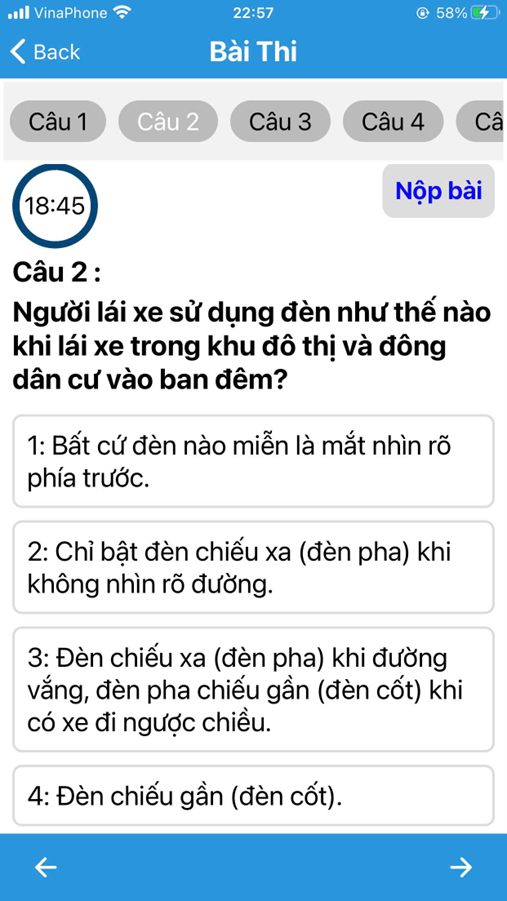 VinaPhone 22:57 58%
Back Bài Thi
Câu 1 Câu 2 Câu 3 Câu 4 Câ
18:45 Nộp bài
Câu 2 :
Người lái xe sử dụng đèn như thế nào
khi lái xe trong khu đô thị và đông
dân cư vào ban đêm?
1: Bất cứ đèn nào miễn là mắt nhìn rõ
phía trước.
2: Chỉ bật đèn chiếu xa (đèn pha) khi
không nhìn rõ đường.
3: Đèn chiếu xa (đèn pha) khi đường
vắng, đèn pha chiếu gần (đèn cốt) khi
có xe đi ngược chiều.
4: Đèn chiếu gần (đèn cốt).